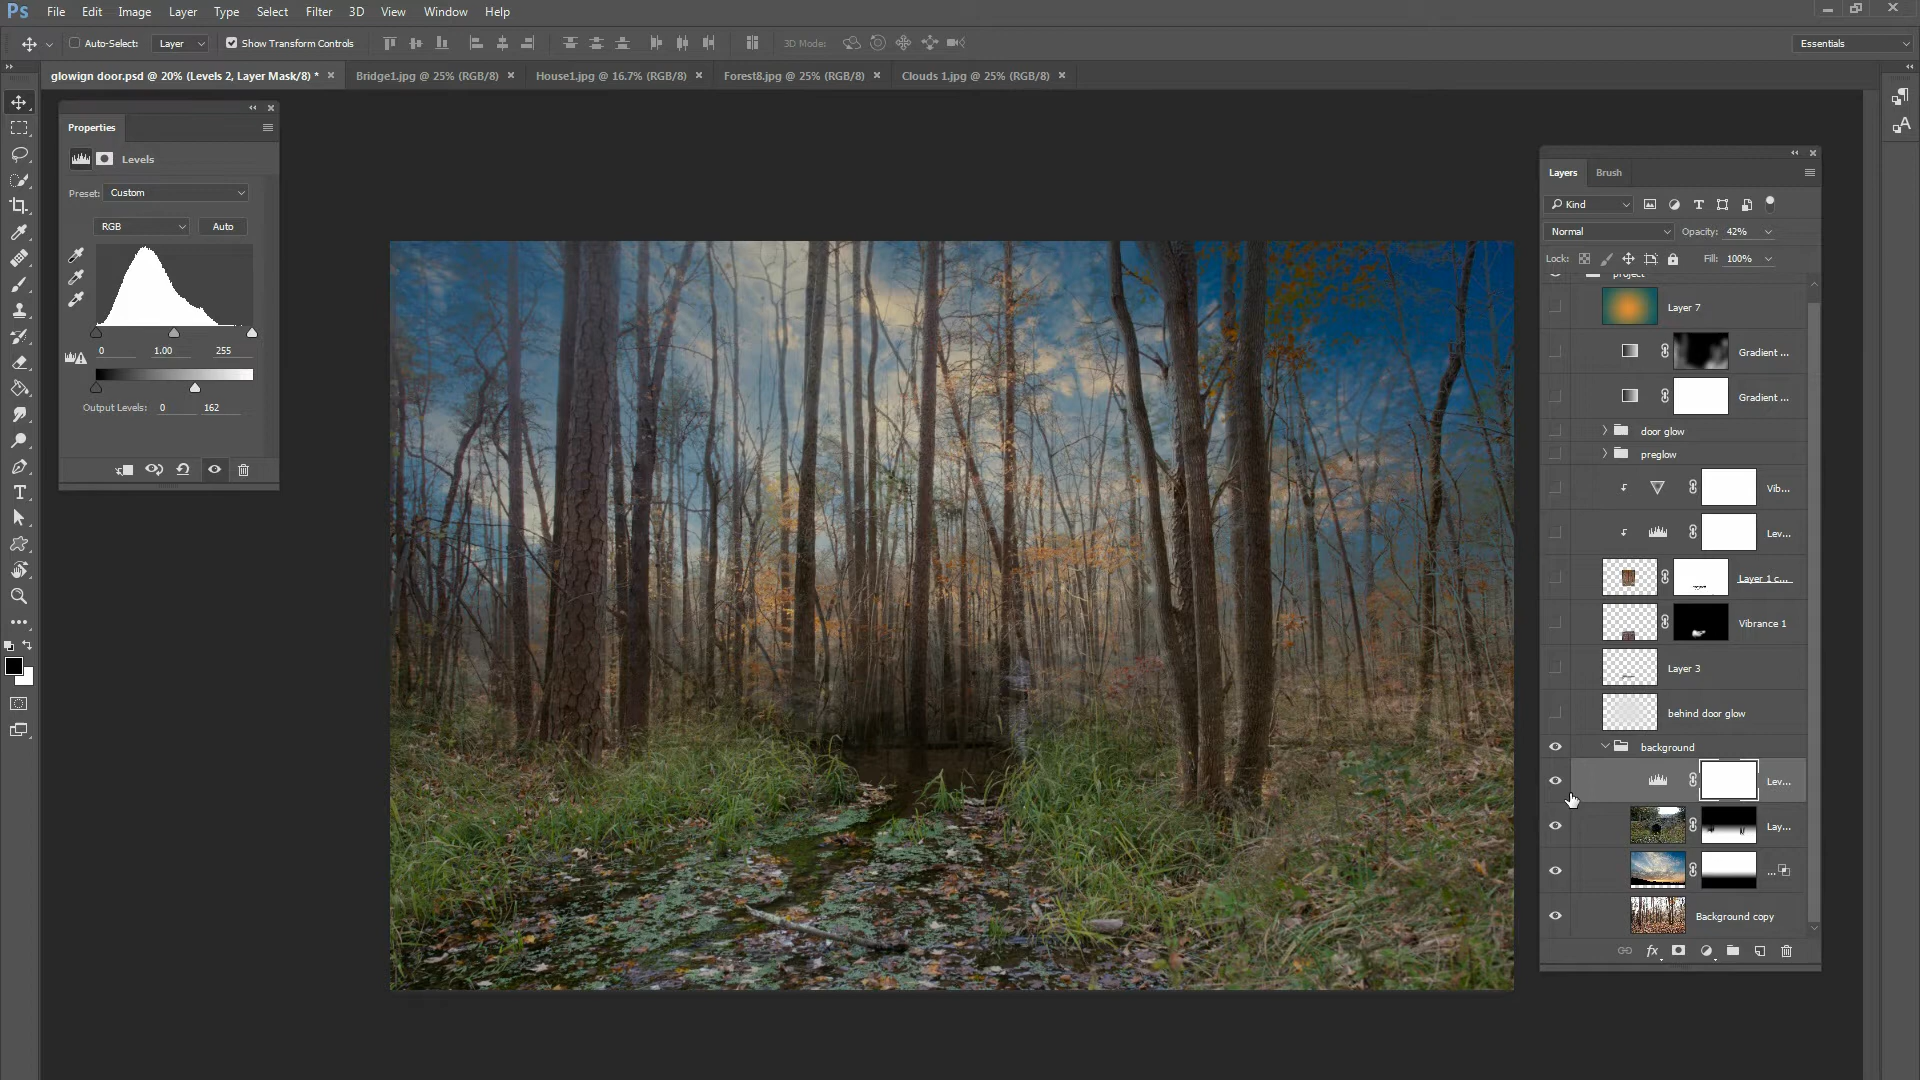 Ps File Edit Image Layer Type Select Filter 3D View Window Help
Auto-Select: Layer Show Transform Controls 3D Mode: Essentials
glowign door.psd @ 20% (Levels 2, Layer Mask/8) * Bridge1.jpg @ 25% (RGB/8) House1.jpg @ 16.7% (RGB/8) Forest8.jpg @ 25% (RGB/8) Clouds 1.jpg @ 25% (RGB/8)
Properties
Levels
Preset: Custom
RGB Auto
0 1.00 255
Output Levels: 0 162
Layers Brush
Kind
Normal Opacity: 42%
Lock: Fill: 100%
project
Layer 7
Gradient ...
Gradient ...
door glow
preglow
Vib...
Lev...
Layer 1 c...
Vibrance 1
Layer 3
behind door glow
background
Lev...
Lay...
...
Background copy
fx